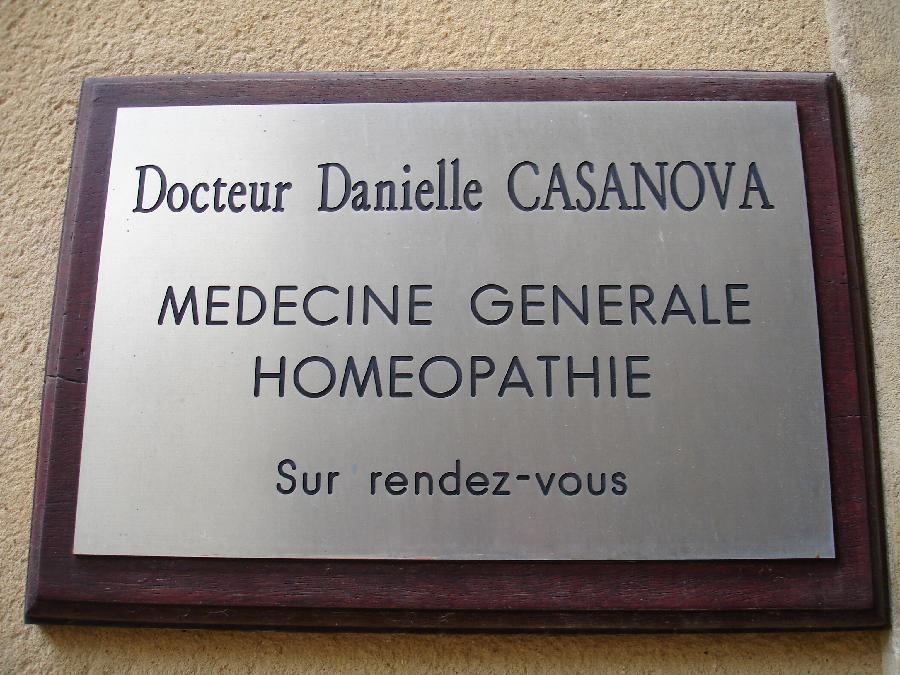 Docteur Danielle CASANOVA
MEDECINE GENERALE
HOMEOPATHIE
Sur rendez-vous